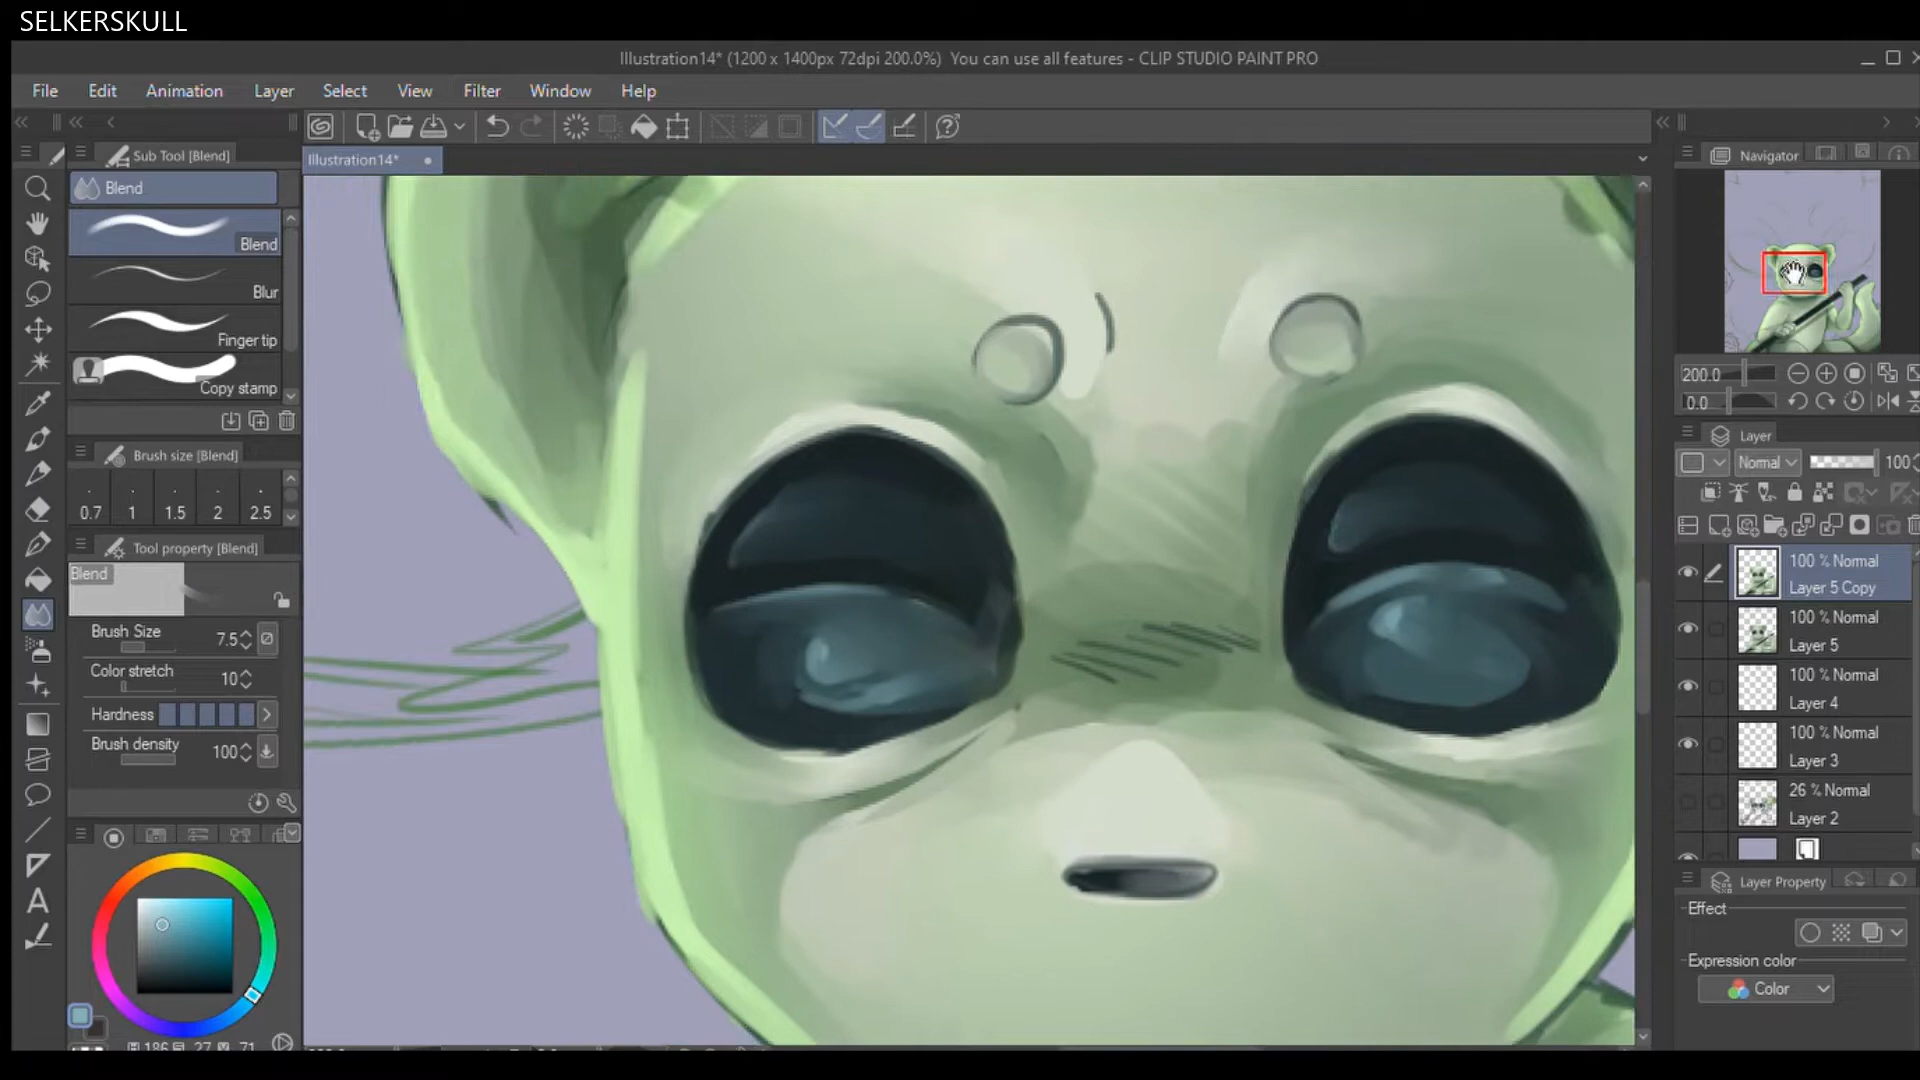 SELKERSKULL
Illustration14* (1200 x 1400px 72dpi 200.0%) You can use all features - CLIP STUDIO PAINT PRO
File Edit Animation Layer Select View Filter Window Help
Sub Tool [Blend]
Illustration14*
Navigator
Blend
Blend
Blur
Finger tip
Copy stamp
200.0
0.0
Brush size [Blend]
Layer
Normal 100
0.7 1 1.5 2 2.5
Tool property [Blend]
Blend
Brush Size 7.5
Color stretch 10
Hardness
Brush density 100
100 % Normal
Layer 5 Copy
100 % Normal
Layer 5
100 % Normal
Layer 4
100 % Normal
Layer 3
26 % Normal
Layer 2
Layer Property
Effect
Expression color
Color
A
H 186 S 27 V 71